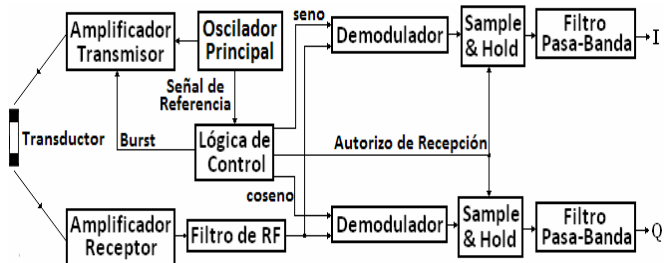 Amplificador
Transmisor
Oscilador
Principal
seno
Demodulador
Sample
& Hold
Filtro
Pasa-Banda
I
Señal de
Referencia
Transductor
Burst
Lógica de
Control
Autorizo de Recepción
coseno
Amplificador
Receptor
Filtro de RF
Demodulador
Sample
& Hold
Filtro
Pasa-Banda
Q